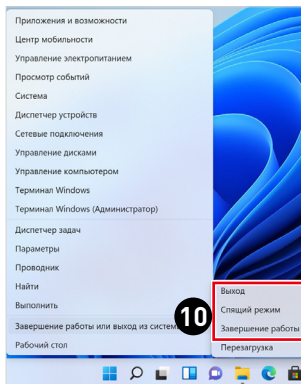 Приложения и возможности
Центр мобильности
Управление электропитанием
Просмотр событий
Система
Диспетчер устройств
Сетевые подключения
Управление дисками
Управление компьютером
Терминал Windows
Терминал Windows (Администратор)
Диспетчер задач
Параметры
Проводник
Найти
Выполнить
Завершение работы или выход из систем
Рабочий стол
10
Выход
Спящий режим
Завершение работы
Перезагрузка